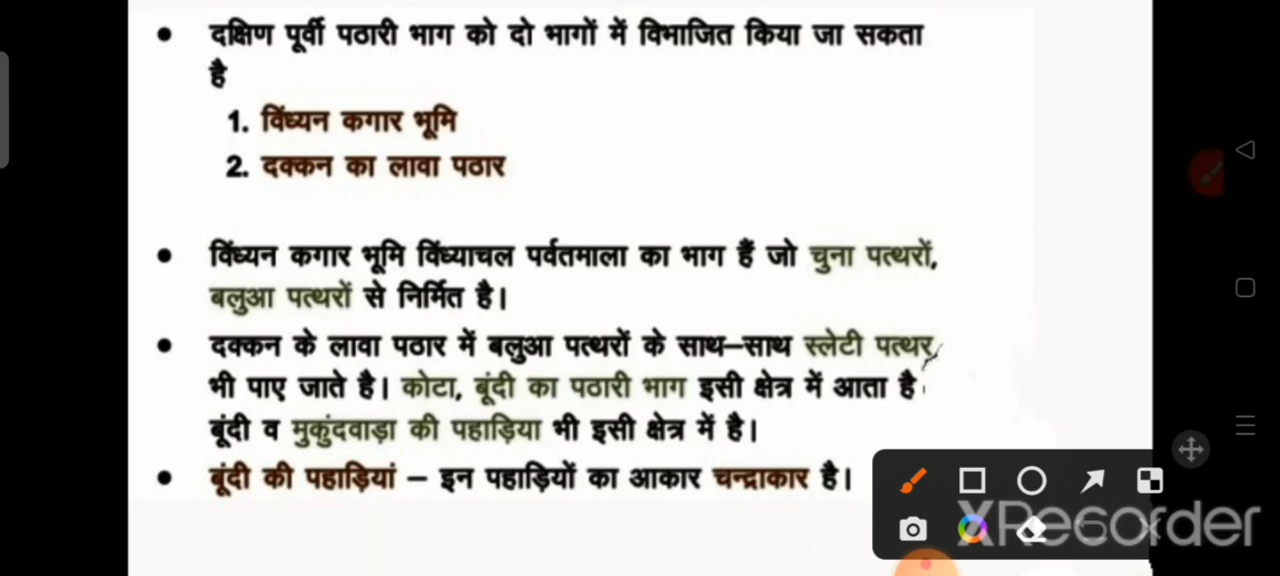 • दक्षिण पूर्वी पठारी भाग को दो भागों में विभाजित किया जा सकता
है
1. विंध्यन कगार भूमि
2. दक्कन का लावा पठार
• विंध्यन कगार भूमि विंध्याचल पर्वतमाला का भाग हैं जो चुना पत्थरों,
बलुआ पत्थरों से निर्मित है।
• दक्कन के लावा पठार में बलुआ पत्थरों के साथ–साथ स्लेटी पत्थर
भी पाए जाते है। कोटा, बूंदी का पठारी भाग इसी क्षेत्र में आता है
बूंदी व मुकुंदवाड़ा की पहाड़िया भी इसी क्षेत्र में है।
• बूंदी की पहाड़ियां – इन पहाड़ियों का आकार चन्द्राकार है।
XRecorder